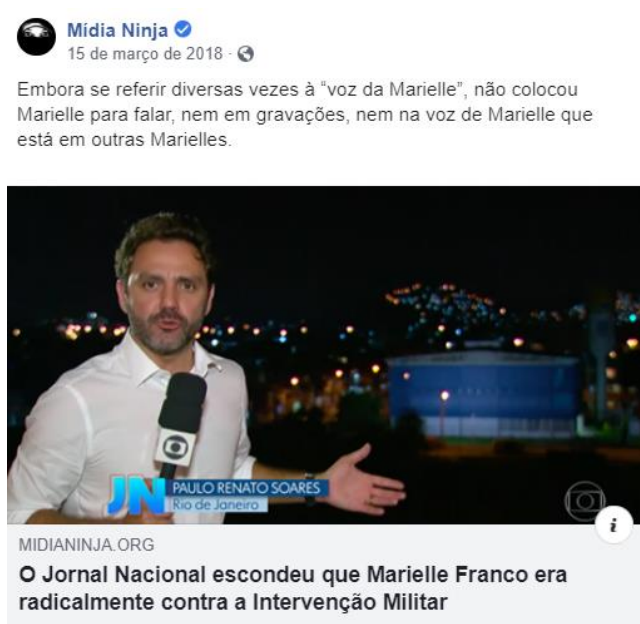 Mídia Ninja
15 de março de 2018 ·
Embora se referir diversas vezes à “voz da Marielle”, não colocou
Marielle para falar, nem em gravações, nem na voz de Marielle que
está em outras Marielles.
JN
PAULO RENATO SOARES
Rio de Janeiro
i
MIDIANINJA.ORG
O Jornal Nacional escondeu que Marielle Franco era
radicalmente contra a Intervenção Militar